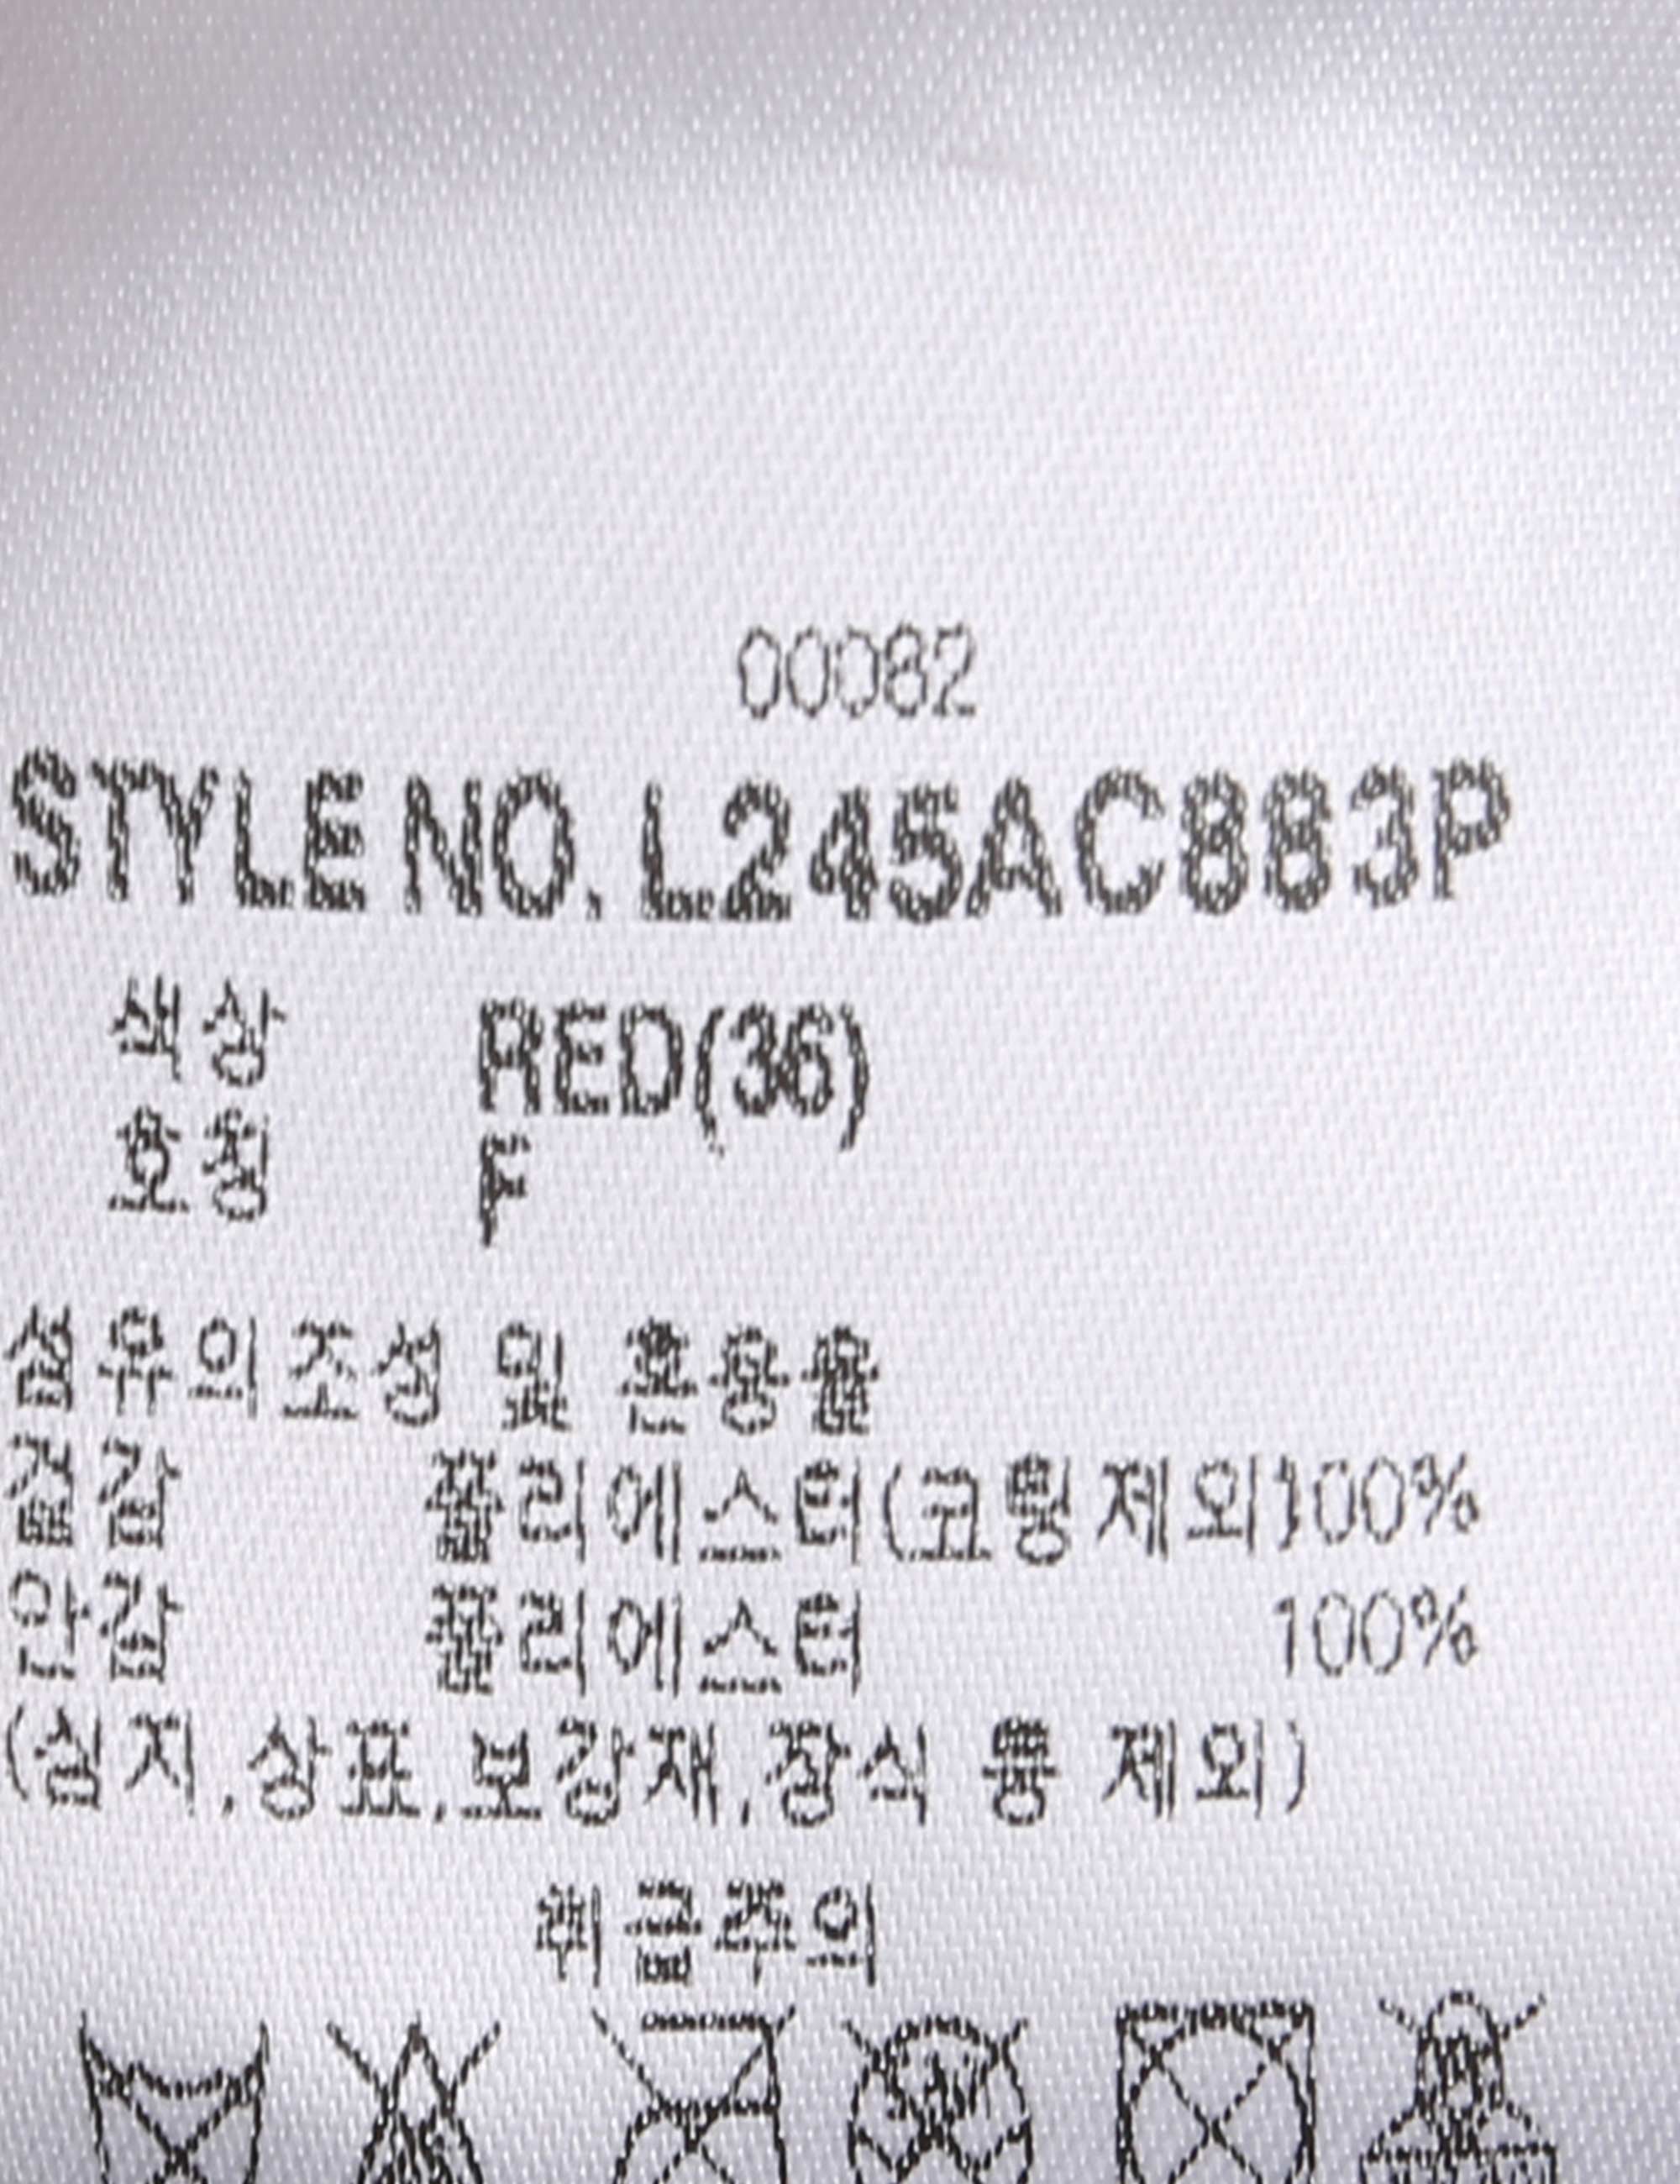 00082
STYLE NO. L245AC883P
색상 RED(36)
호칭 F
섬유의조성 및 혼용율
겉감 폴리에스터(코팅제외)100%
안감 폴리에스터 100%
(심지,상표,보강재,장식 등 제외)
취급주의